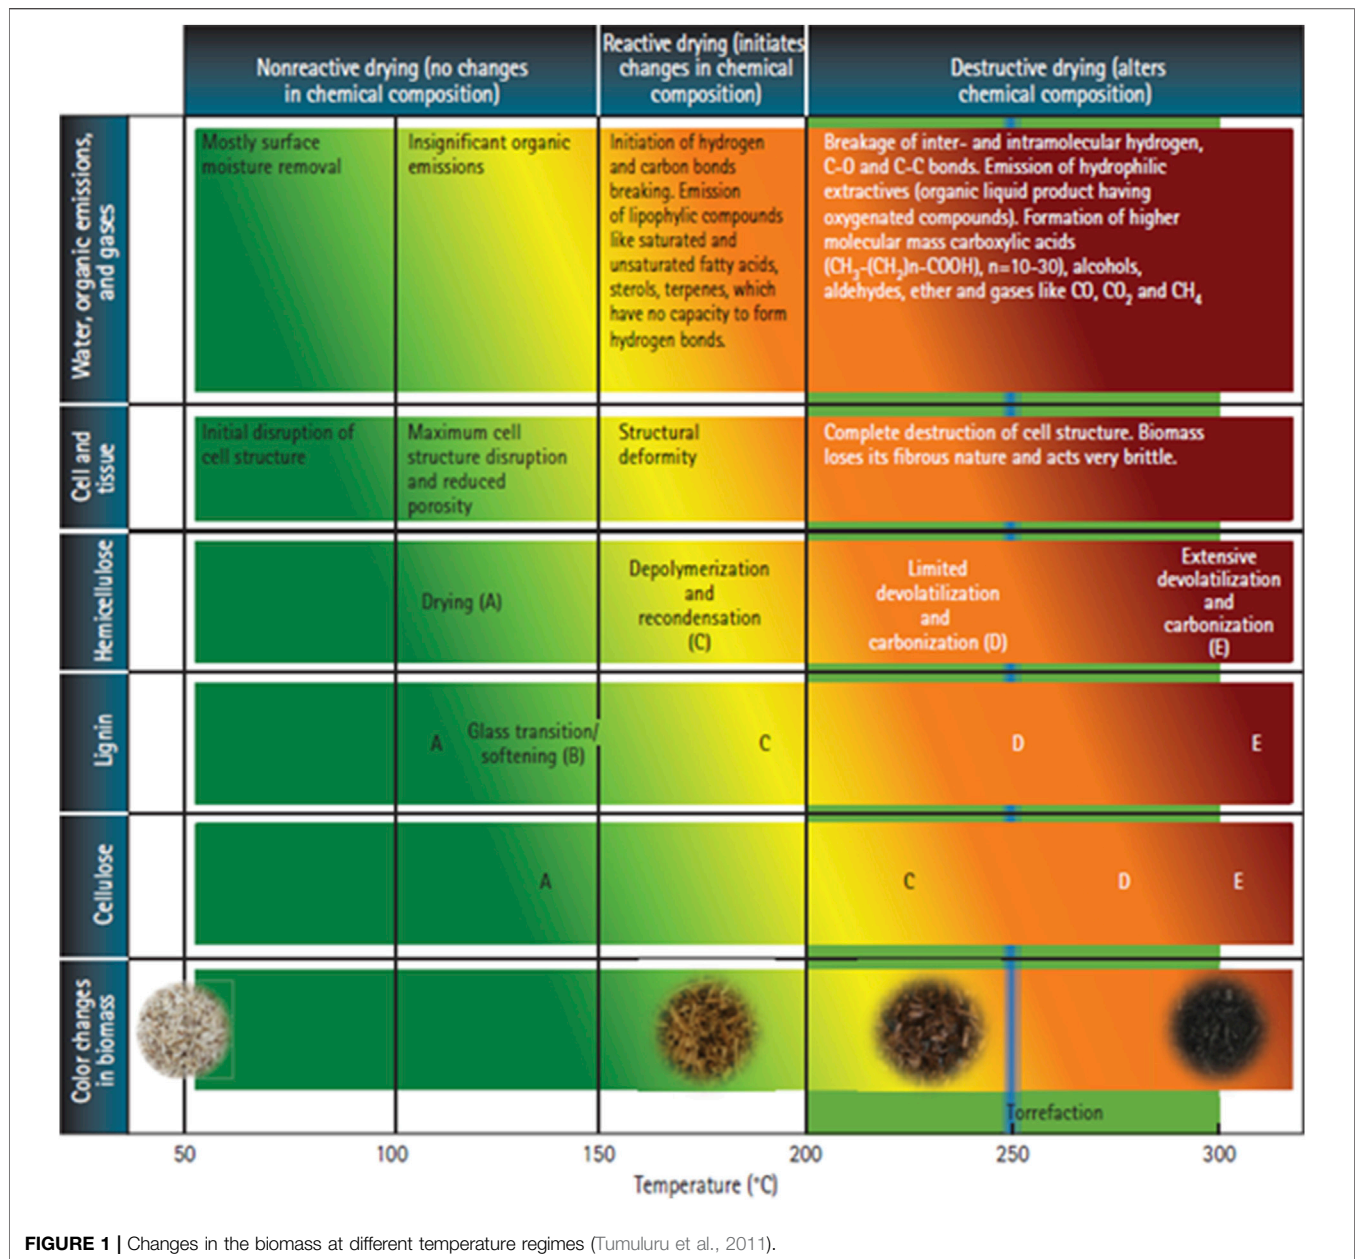 Nonreactive drying (no changes
in chemical composition)
Reactive drying (initiates
changes in chemical
composition)
Destructive drying (alters
chemical composition)
Water, organic emissions,
and gases
Mostly surface
moisture removal
Insignificant organic
emissions
Initiation of hydrogen
and carbon bonds
breaking. Emission
of lipophylic compounds
like saturated and
unsaturated fatty acids,
sterols, terpenes, which
have no capacity to form
hydrogen bonds.
Breakage of inter- and intramolecular hydrogen,
C-O and C-C bonds. Emission of hydrophilic
extractives (organic liquid product having
oxygenated compounds). Formation of higher
molecular mass carboxylic acids
(CH3-(CH2)n-COOH), n=10-30), alcohols,
aldehydes, ether and gases like CO, CO2 and CH4
Cell and
tissue
Initial disruption of
cell structure
Maximum cell
structure disruption
and reduced
porosity
Structural
deformity
Complete destruction of cell structure. Biomass
loses its fibrous nature and acts very brittle.
Hemicellulose
Drying (A)
Depolymerization
and
recondensation
(C)
Limited
devolatilization
and
carbonization (D)
Extensive
devolatilization
and
carbonization
(E)
Lignin
A
Glass transition/
softening (B)
C
D
E
Cellulose
A
C
D
E
Color changes
in biomass
Torrefaction
50
100
150
200
250
300
Temperature (°C)
FIGURE 1 | Changes in the biomass at different temperature regimes (Tumuluru et al., 2011).